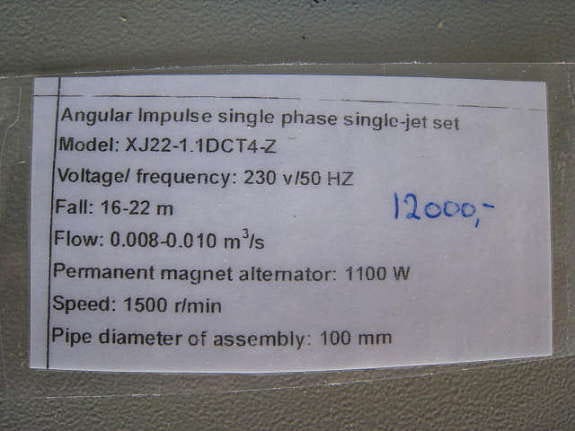 Angular Impulse single phase single-jet set
Model: XJ22-1.1DCT4-Z
Voltage/ frequency: 230 v/50 HZ
Fall: 16-22 m
12000,-
Flow: 0.008-0.010 m³/s
Permanent magnet alternator: 1100 W
Speed: 1500 r/min
Pipe diameter of assembly: 100 mm